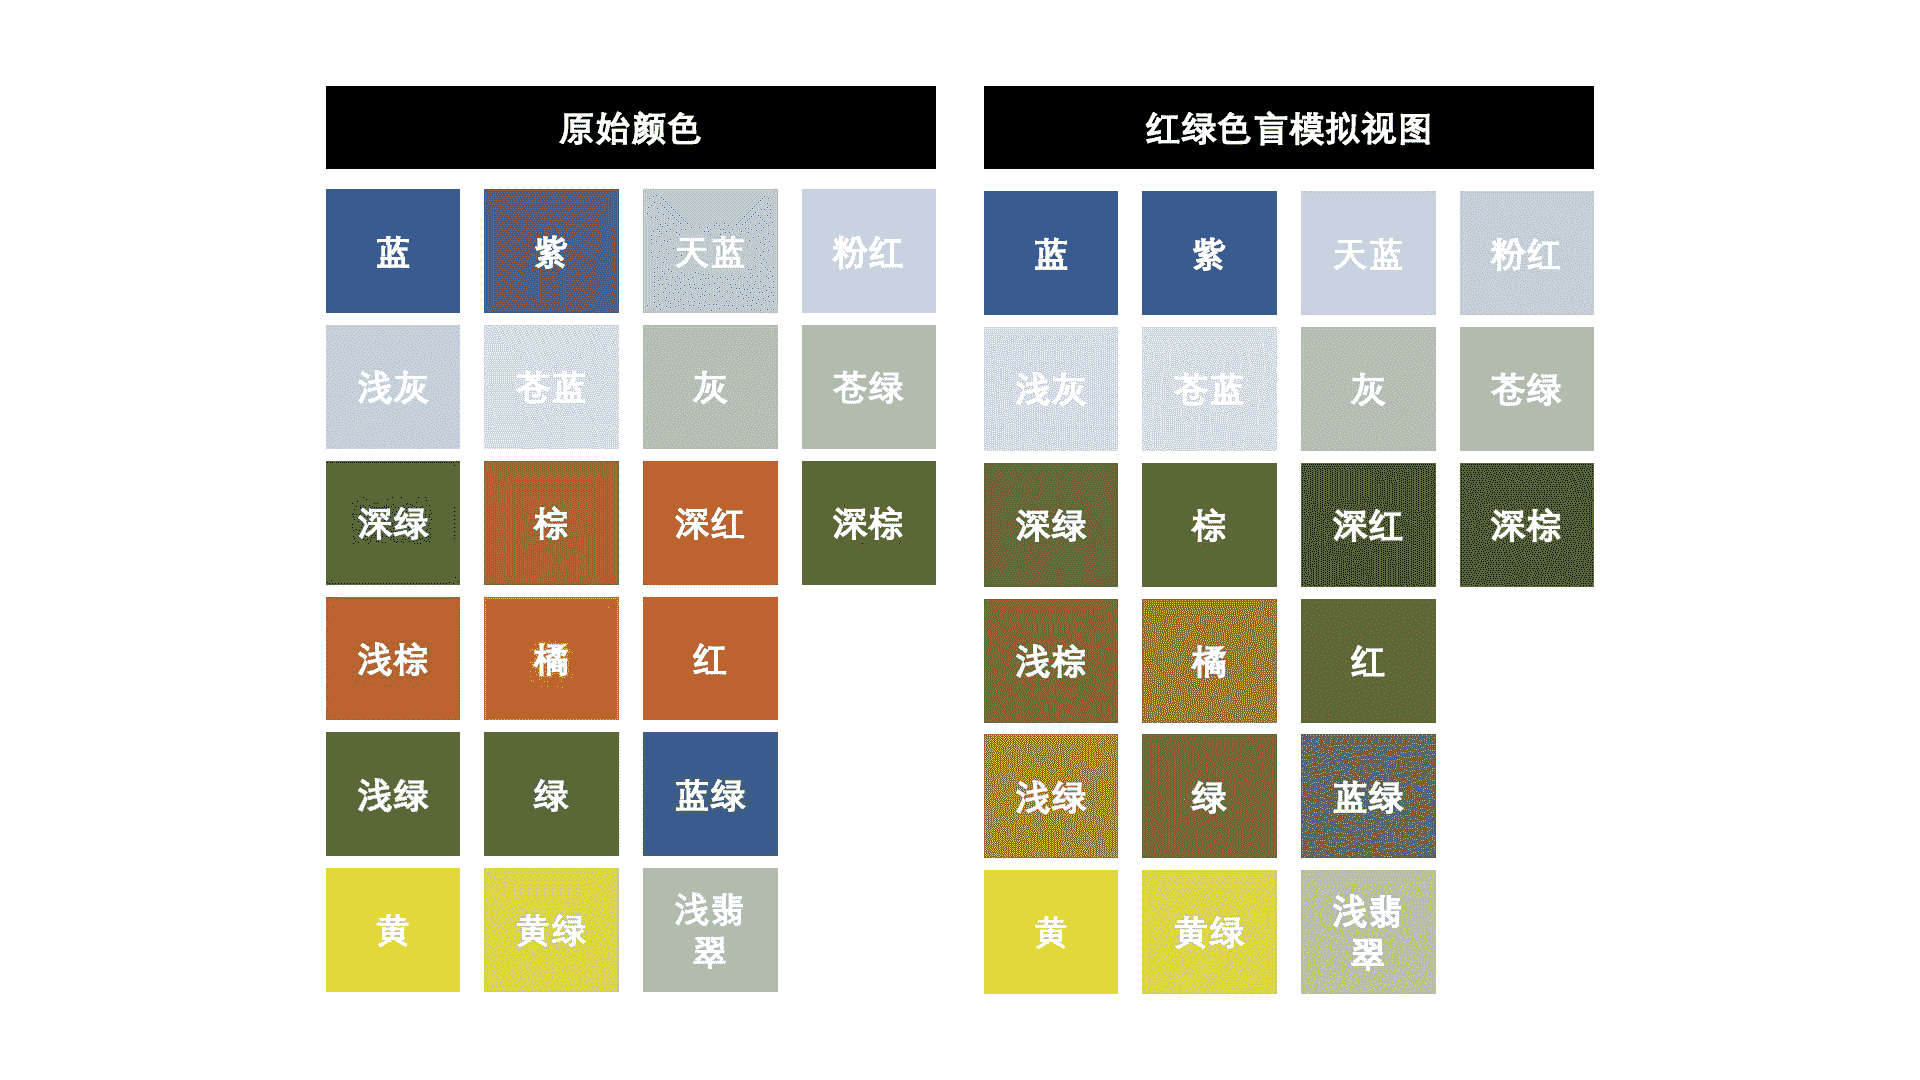 原始颜色
蓝
紫
天蓝
粉红
浅灰
苍蓝
灰
苍绿
深绿
棕
深红
深棕
浅棕
橘
红
浅绿
绿
蓝绿
黄
黄绿
浅翡
翠
红绿色盲模拟视图
蓝
紫
天蓝
粉红
浅灰
苍蓝
灰
苍绿
深绿
棕
深红
深棕
浅棕
橘
红
浅绿
绿
蓝绿
黄
黄绿
浅翡
翠